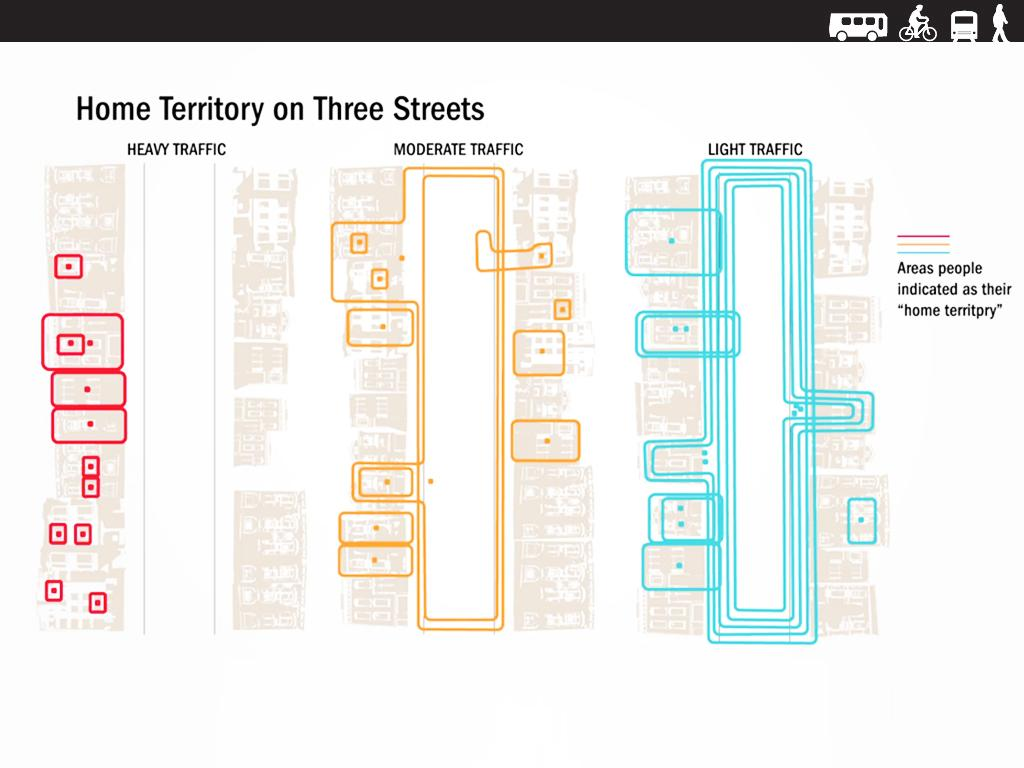 Home Territory on Three Streets
HEAVY TRAFFIC
MODERATE TRAFFIC
LIGHT TRAFFIC
Areas people
indicated as their
“home territpry”